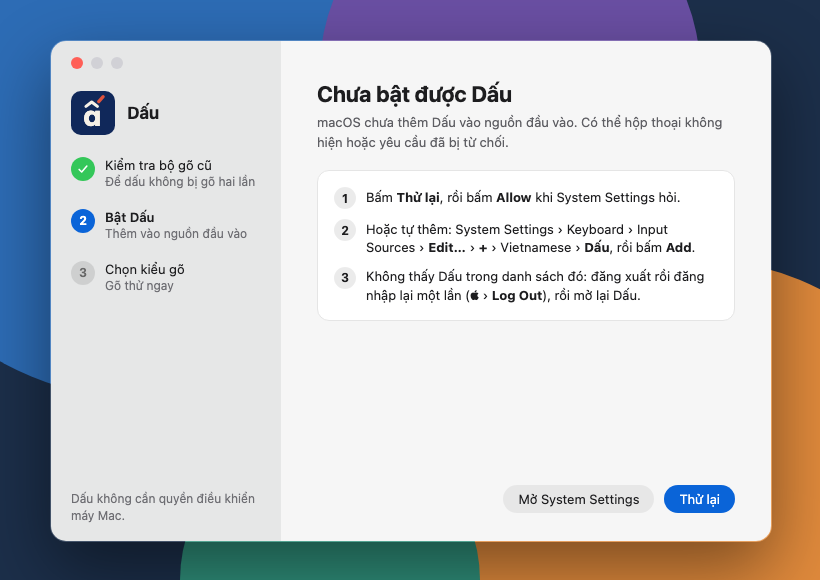 ấ
Dấu
Kiểm tra bộ gõ cũ
Để dấu không bị gõ hai lần
2
Bật Dấu
Thêm vào nguồn đầu vào
3
Chọn kiểu gõ
Gõ thử ngay
Dấu không cần quyền điều khiển
máy Mac.
Chưa bật được Dấu
macOS chưa thêm Dấu vào nguồn đầu vào. Có thể hộp thoại không
hiện hoặc yêu cầu đã bị từ chối.
1 Bấm Thử lại, rồi bấm Allow khi System Settings hỏi.
2 Hoặc tự thêm: System Settings › Keyboard › Input
Sources › Edit... › + › Vietnamese › Dấu, rồi bấm Add.
3 Không thấy Dấu trong danh sách đó: đăng xuất rồi đăng
nhập lại một lần ( › Log Out), rồi mở lại Dấu.
Mở System Settings
Thử lại